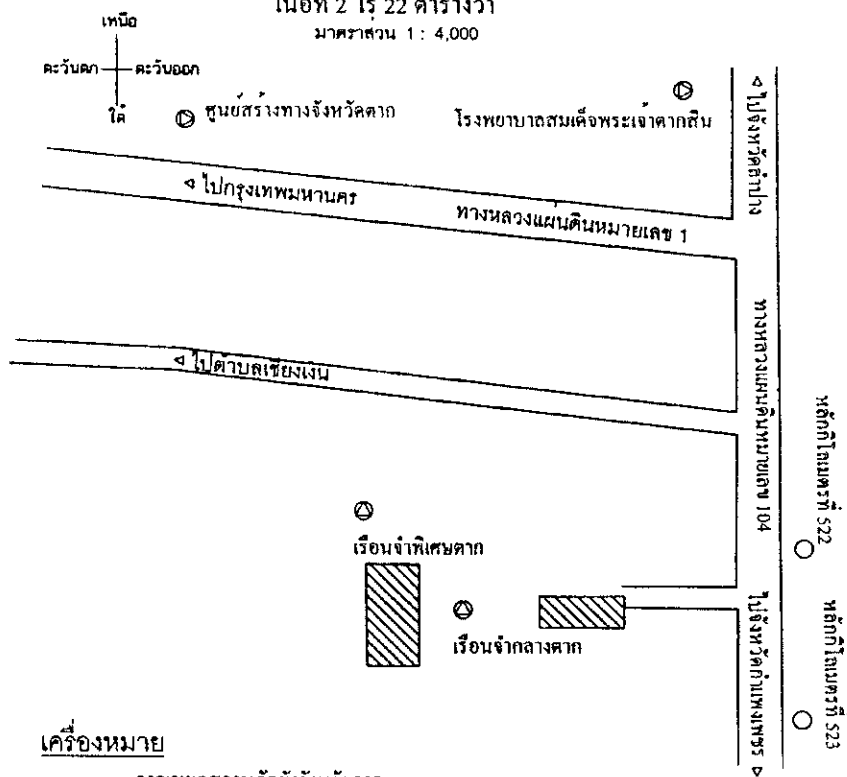 เนื้อที่ 2 ไร่ 22 ตารางวา
มาตราส่วน 1 : 4,000
เหนือ
ตะวันตก ตะวันออก
ใต้
ศูนย์สร้างทางจังหวัดตาก
โรงพยาบาลสมเด็จพระเจ้าตากสิน
ไปจังหวัดลำปาง
ไปกรุงเทพมหานคร
ทางหลวงแผ่นดินหมายเลข 1
ทางหลวงแผ่นดินหมายเลข 104
ไปตำบลเชียงเงิน
หลักกิโลเมตรที่ 522
เรือนจำพิเศษตาก
เรือนจำกลางตาก
ไปจังหวัดกำแพงเพชร
หลักกิโลเมตรที่ 523
เครื่องหมาย